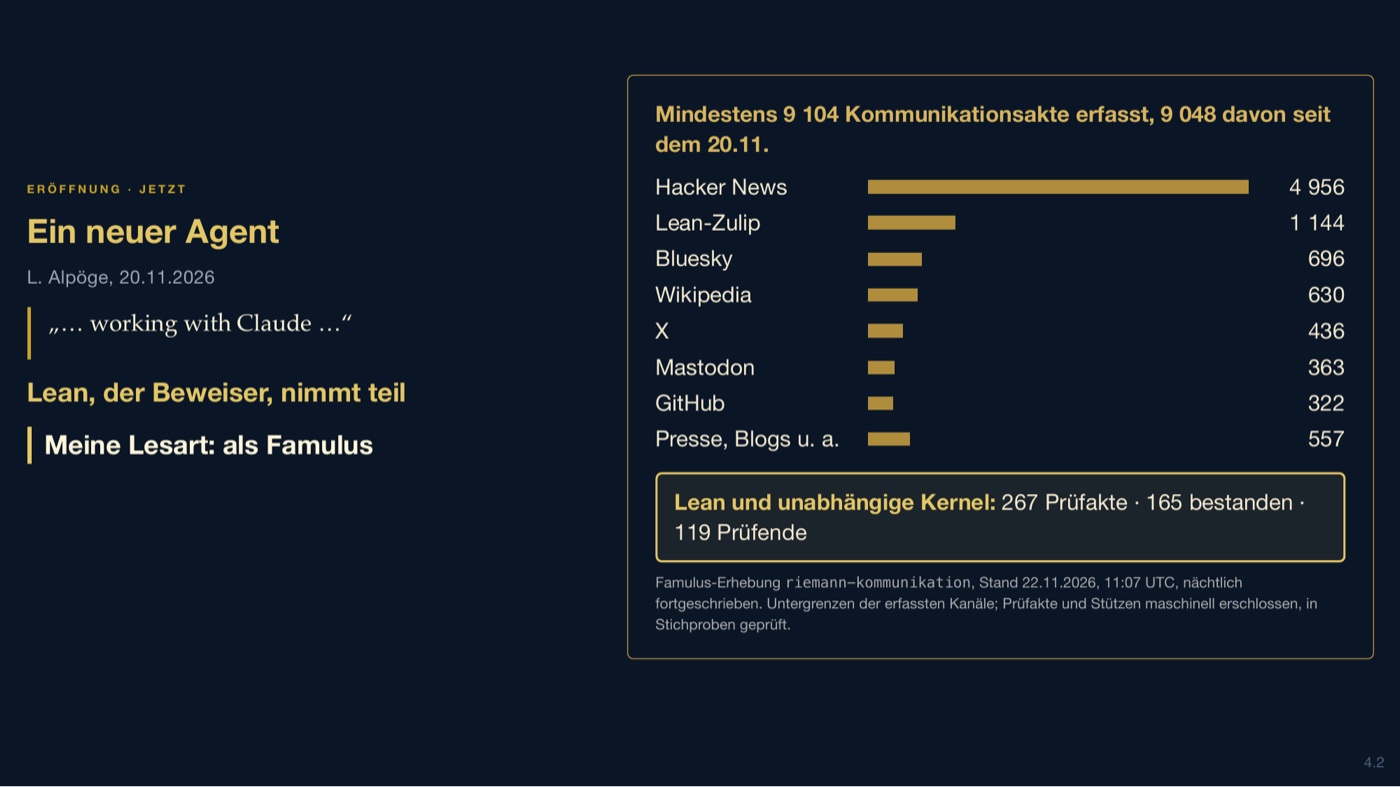 ERÖFFNUNG · JETZT
Ein neuer Agent
L. Alpöge, 20.11.2026
„… working with Claude …“
Lean, der Beweiser, nimmt teil
Meine Lesart: als Famulus
Mindestens 9 104 Kommunikationsakte erfasst, 9 048 davon seit
dem 20.11.
Hacker News 4 956
Lean-Zulip 1 144
Bluesky 696
Wikipedia 630
X 436
Mastodon 363
GitHub 322
Presse, Blogs u. a. 557
Lean und unabhängige Kernel: 267 Prüfakte · 165 bestanden ·
119 Prüfende
Famulus-Erhebung riemann-kommunikation, Stand 22.11.2026, 11:07 UTC, nächtlich
fortgeschrieben. Untergrenzen der erfassten Kanäle; Prüfakte und Stützen maschinell erschlossen, in
Stichproben geprüft.
4.2